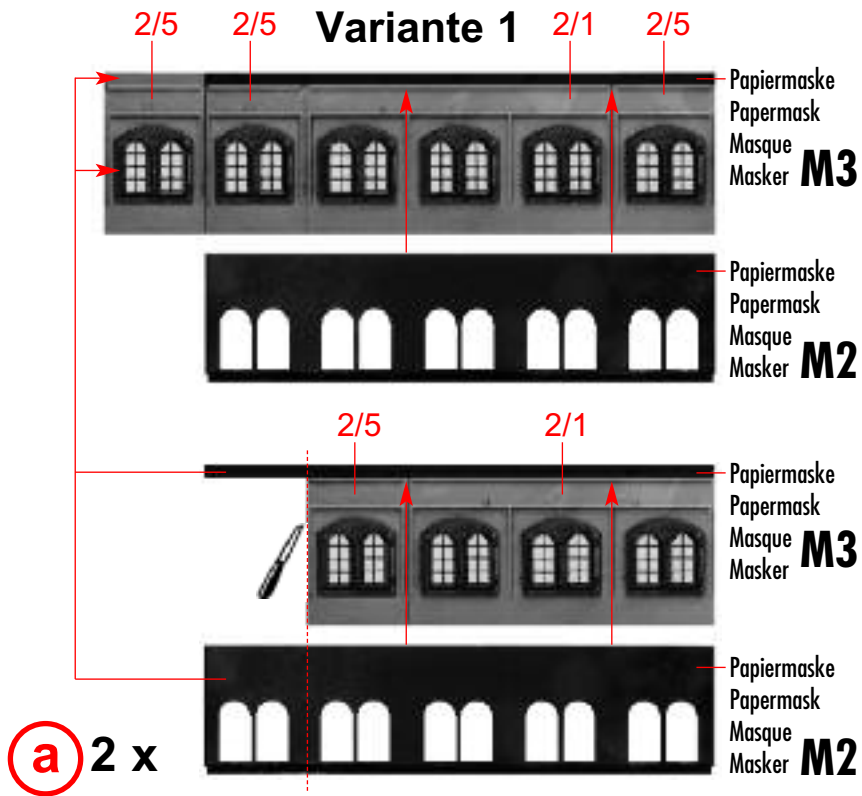 Variante 1
2/5 2/5 2/1 2/5
Papiermaske
Papermask
Masque
Masker M3
Papiermaske
Papermask
Masque
Masker M2
2/5 2/1
Papiermaske
Papermask
Masque
Masker M3
Papiermaske
Papermask
Masque
Masker M2
a 2 x